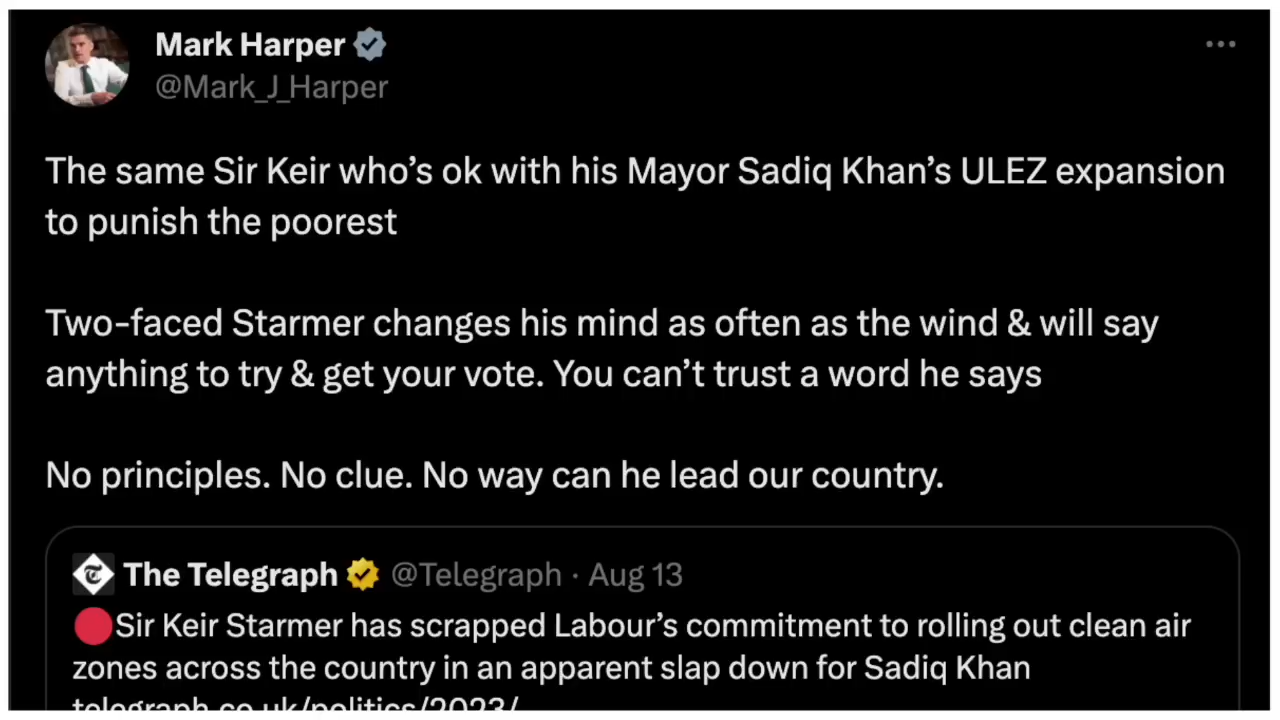 Mark Harper
@Mark_J_Harper
The same Sir Keir who’s ok with his Mayor Sadiq Khan’s ULEZ expansion
to punish the poorest
Two-faced Starmer changes his mind as often as the wind & will say
anything to try & get your vote. You can’t trust a word he says
No principles. No clue. No way can he lead our country.
The Telegraph @Telegraph · Aug 13
Sir Keir Starmer has scrapped Labour’s commitment to rolling out clean air
zones across the country in an apparent slap down for Sadiq Khan
telegraph.co.uk/politics/2023/